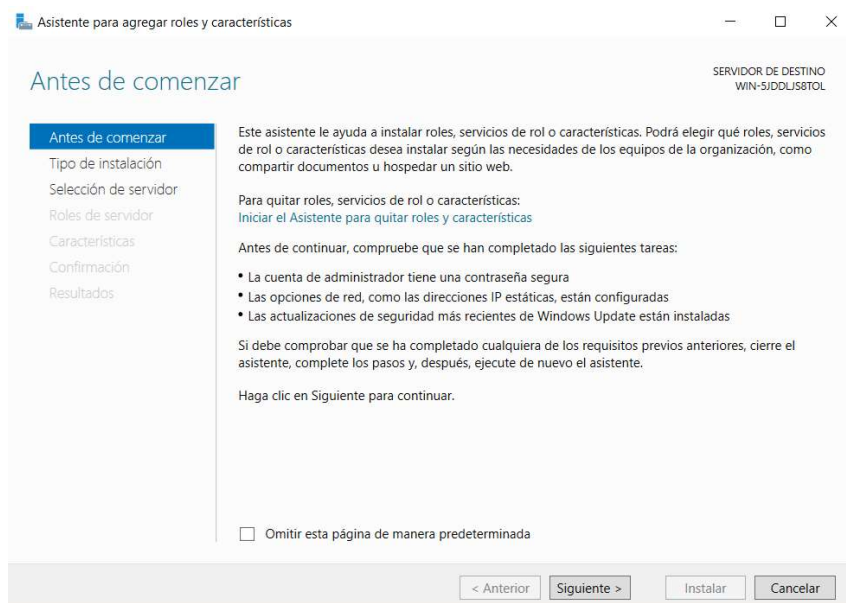 Asistente para agregar roles y características
Antes de comenzar
SERVIDOR DE DESTINO
WIN-5JDDLJS8TOL
Antes de comenzar
Tipo de instalación
Selección de servidor
Roles de servidor
Características
Confirmación
Resultados
Este asistente le ayuda a instalar roles, servicios de rol o características. Podrá elegir qué roles, servicios
de rol o características desea instalar según las necesidades de los equipos de la organización, como
compartir documentos u hospedar un sitio web.
Para quitar roles, servicios de rol o características:
Iniciar el Asistente para quitar roles y características
Antes de continuar, compruebe que se han completado las siguientes tareas:
• La cuenta de administrador tiene una contraseña segura
• Las opciones de red, como las direcciones IP estáticas, están configuradas
• Las actualizaciones de seguridad más recientes de Windows Update están instaladas
Si debe comprobar que se ha completado cualquiera de los requisitos previos anteriores, cierre el
asistente, complete los pasos y, después, ejecute de nuevo el asistente.
Haga clic en Siguiente para continuar.
Omitir esta página de manera predeterminada
< Anterior
Siguiente >
Instalar
Cancelar